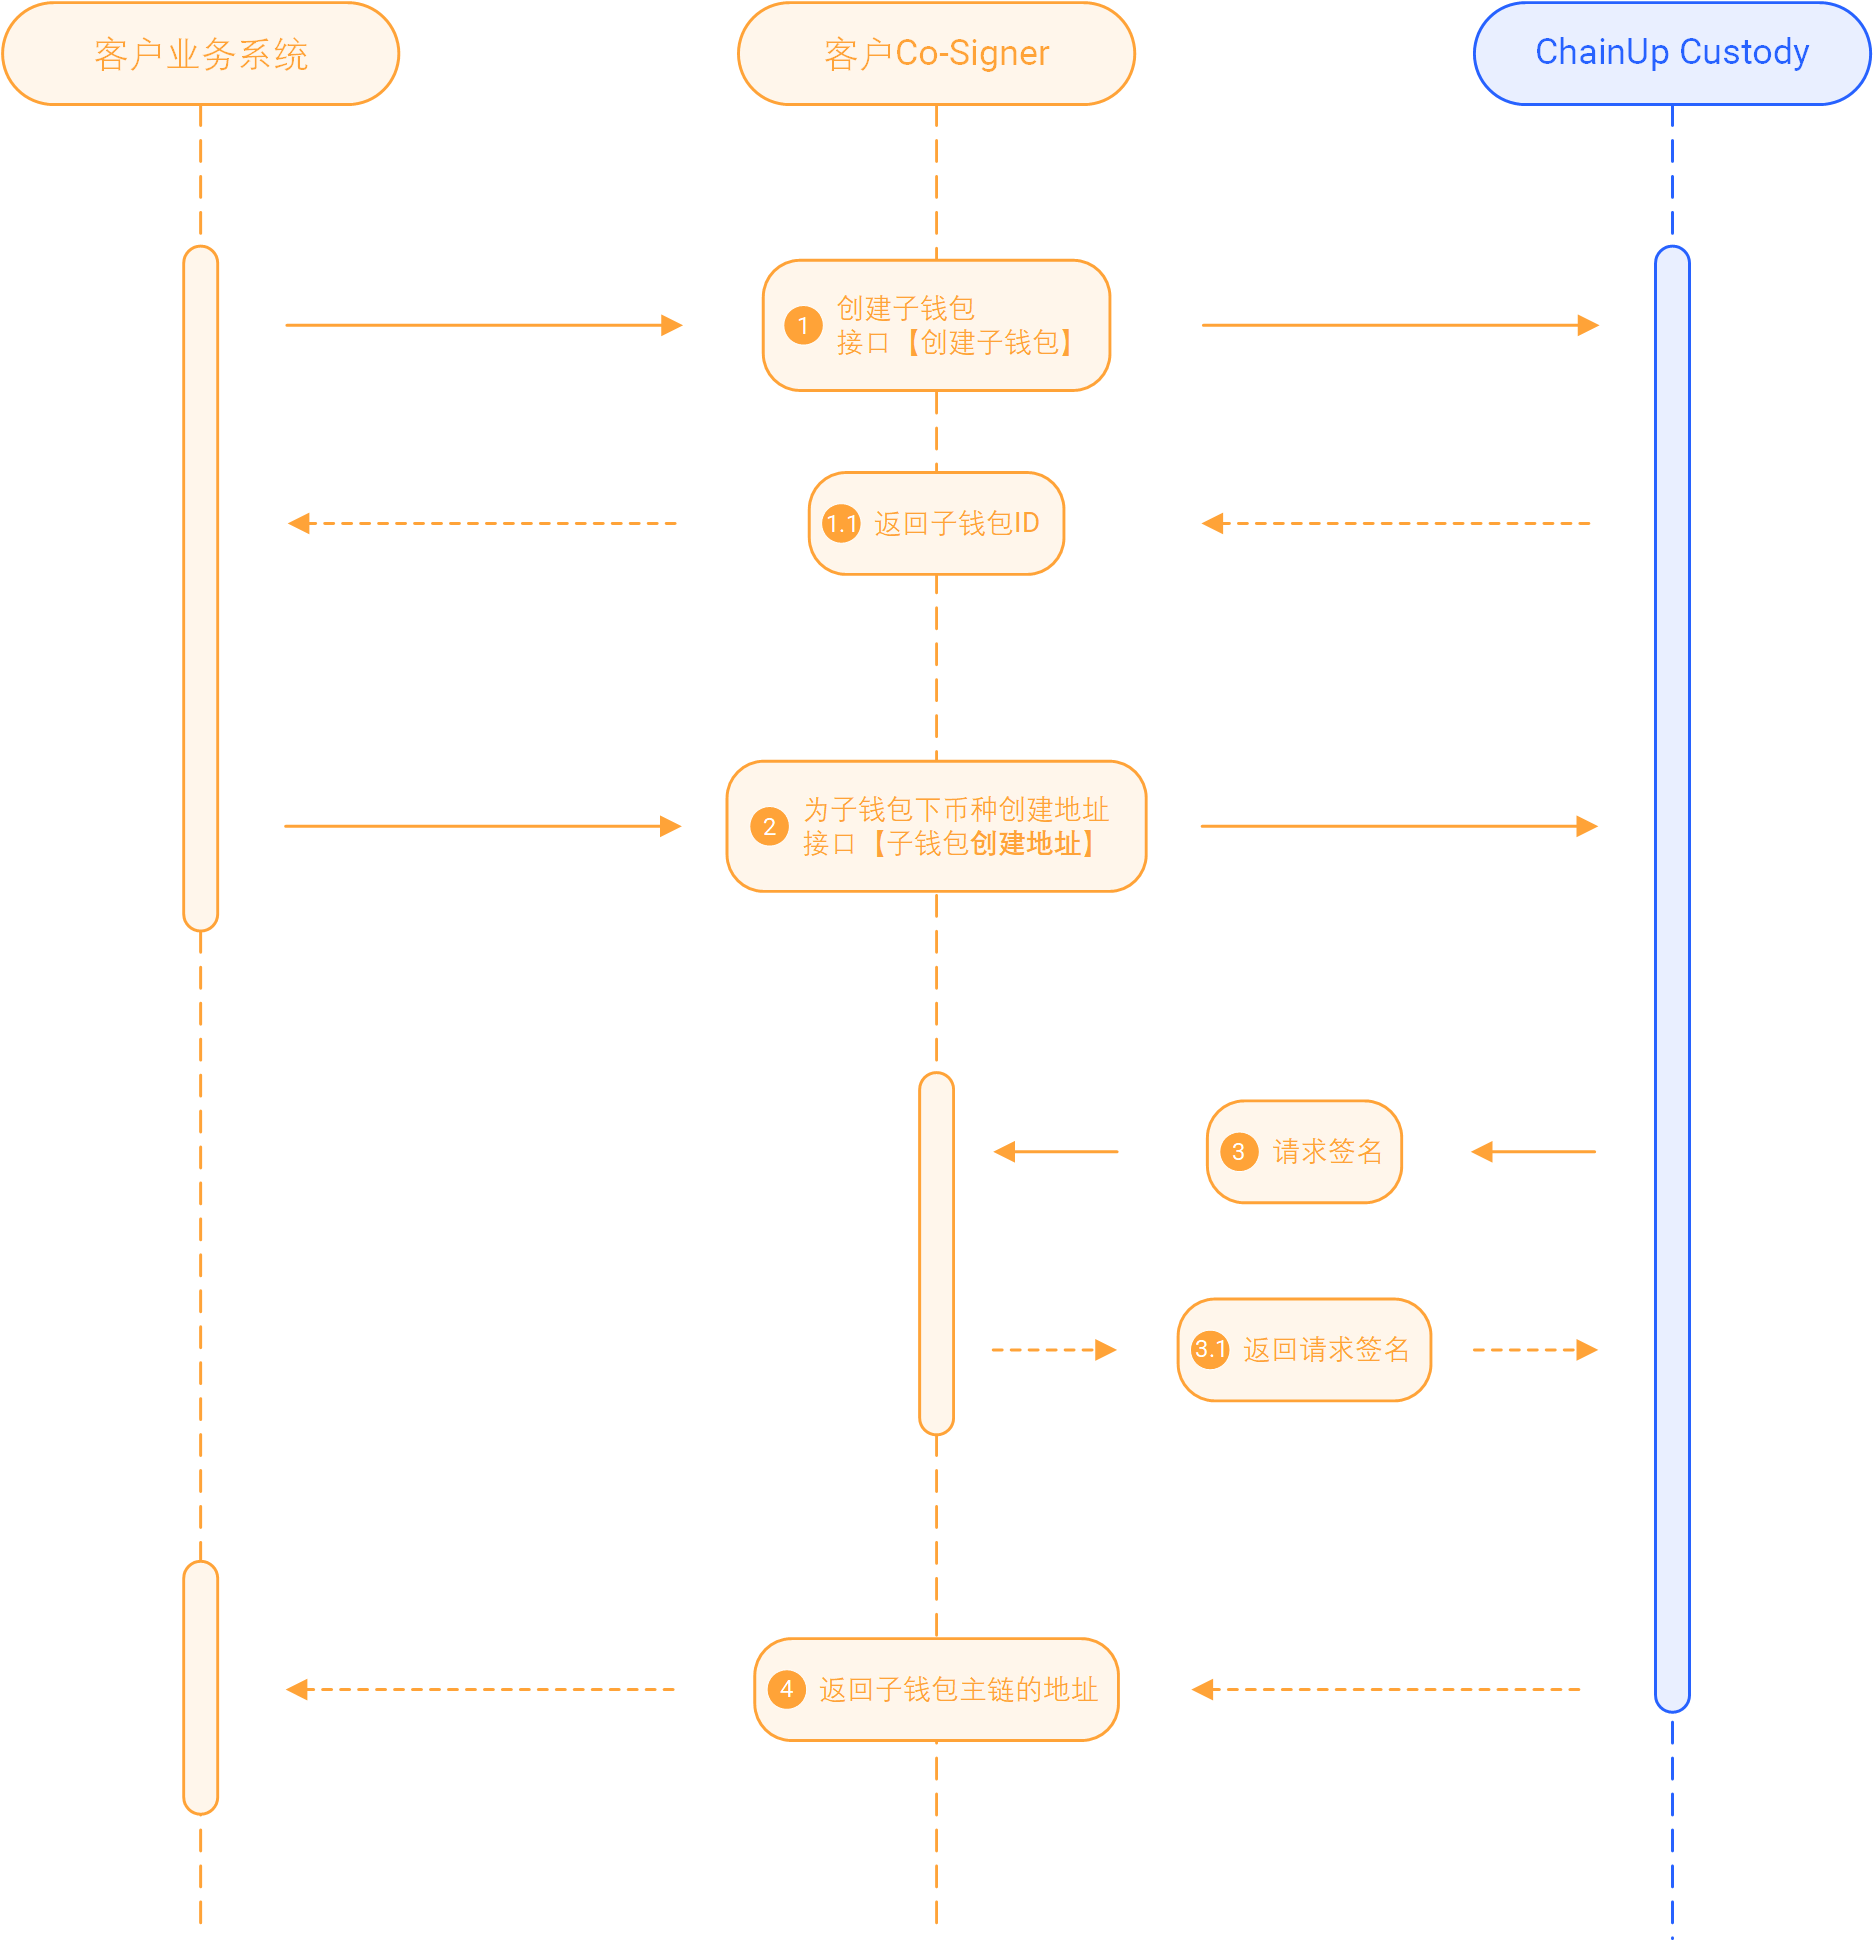 客户业务系统
客户Co-Signer
ChainUp Custody
1
创建子钱包
接口【创建子钱包】
1.1 返回子钱包ID
2
为子钱包下币种创建地址
接口【子钱包创建地址】
3 请求签名
3.1 返回请求签名
4 返回子钱包主链的地址